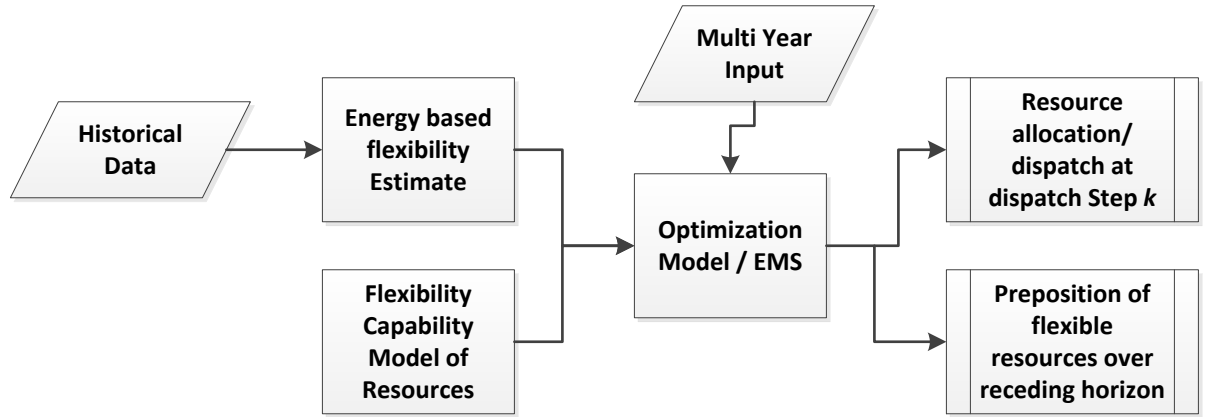 Historical
Data
Energy based
flexibility
Estimate
Flexibility
Capability
Model of
Resources
Multi Year
Input
Optimization
Model / EMS
Resource
allocation/
dispatch at
dispatch Step k
Preposition of
flexible
resources over
receding horizon